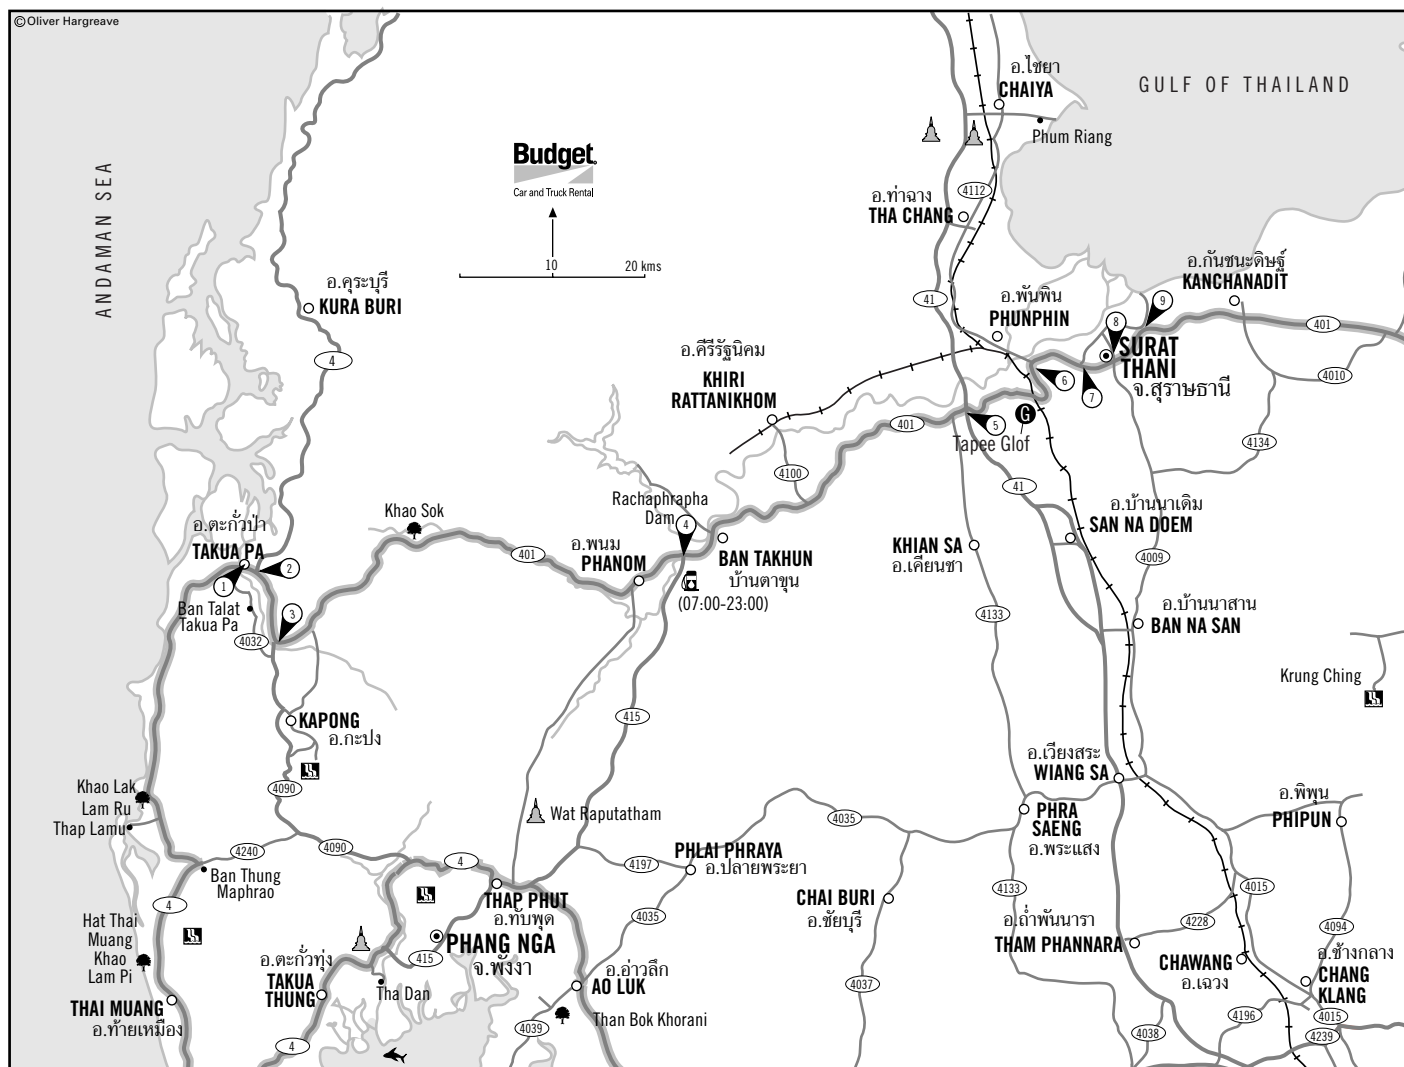 ©Oliver Hargreave
GULF OF THAILAND
ANDAMAN SEA
Budget
Car and Truck Rental
10
20 kms
อ.ไชยา
CHAIYA
Phum Riang
4112
อ.ท่าฉาง
THA CHANG
อ.กันชนะดิษฐ์
KANCHANADIT
อ.คุระบุรี
KURA BURI
41
อ.พันพิน
PHUNPHIN
9
8
401
4
SURAT
THANI
จ.สุราษธานี
อ.คีรีรัฐนิคม
KHIRI
RATTANIKHOM
6
7
4010
401
5
G
Tapee Glof
4134
4100
41
Rachaphrapha
Dam
4
Khao Sok
อ.ตะกั่วป่า
TAKUA PA
1
2
401
อ.พนม
PHANOM
BAN TAKHUN
บ้านตาขุน
(07:00-23:00)
KHIAN SA
อ.เคียนซา
อ.บ้านนาเดิม
SAN NA DOEM
4009
Ban Talat
Takua Pa
3
4032
4133
อ.บ้านนาสาน
BAN NA SAN
Krung Ching
KAPONG
อ.กะปง
415
4090
อ.เวียงสระ
WIANG SA
Khao Lak
Lam Ru
Thap Lamu
Wat Raputatham
4035
PHRA
SAENG
อ.พระแสง
อ.พิพุน
PHIPUN
4240
4090
4
4197
PHLAI PHRAYA
อ.ปลายพระยา
Ban Thung
Maphrao
4
THAP PHUT
อ.ทับพุด
4035
CHAI BURI
อ.ชัยบุรี
4133
4015
Hat Thai
Muang
Khao
Lam Pi
PHANG NGA
จ.พังงา
415
อ.ถ้ำพันนารา
THAM PHANNARA
4228
4094
CHAWANG
อ.เฉวง
อ.ช้างกลาง
CHANG
KLANG
อ.ตะกั่วทุ่ง
TAKUA
THUNG
Tha Dan
อ.อ่าวลึก
AO LUK
4037
THAI MUANG
อ.ท้ายเหมือง
Than Bok Khorani
4039
4
4038
4196
4015
4239